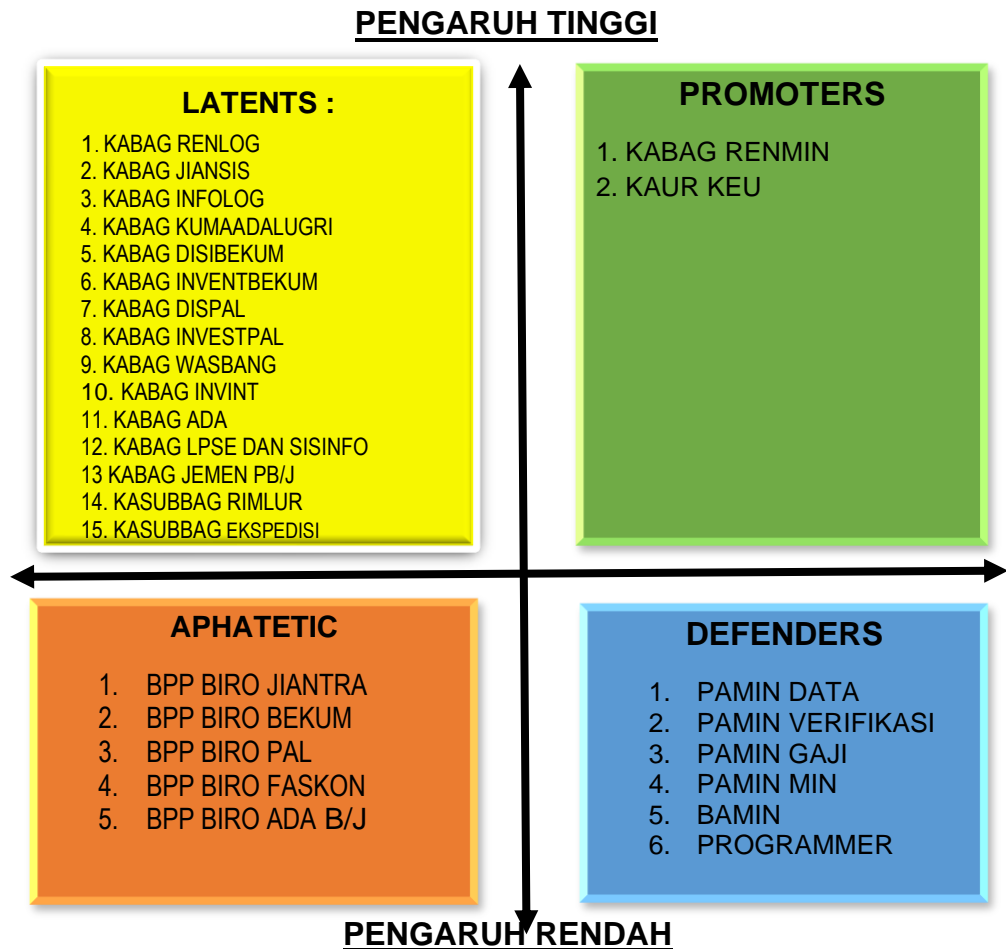 PENGARUH TINGGI
LATENTS :
1. KABAG RENLOG
2. KABAG JIANSIS
3. KABAG INFOLOG
4. KABAG KUMAADALUGRI
5. KABAG DISIBEKUM
6. KABAG INVENTBEKUM
7. KABAG DISPAL
8. KABAG INVESTPAL
9. KABAG WASBANG
10. KABAG INVINT
11. KABAG ADA
12. KABAG LPSE DAN SISINFO
13 KABAG JEMEN PB/J
14. KASUBBAG RIMLUR
15. KASUBBAG EKSPEDISI
PROMOTERS
1. KABAG RENMIN
2. KAUR KEU
APHATETIC
1. BPP BIRO JIANTRA
2. BPP BIRO BEKUM
3. BPP BIRO PAL
4. BPP BIRO FASKON
5. BPP BIRO ADA B/J
DEFENDERS
1. PAMIN DATA
2. PAMIN VERIFIKASI
3. PAMIN GAJI
4. PAMIN MIN
5. BAMIN
6. PROGRAMMER
PENGARUH RENDAH